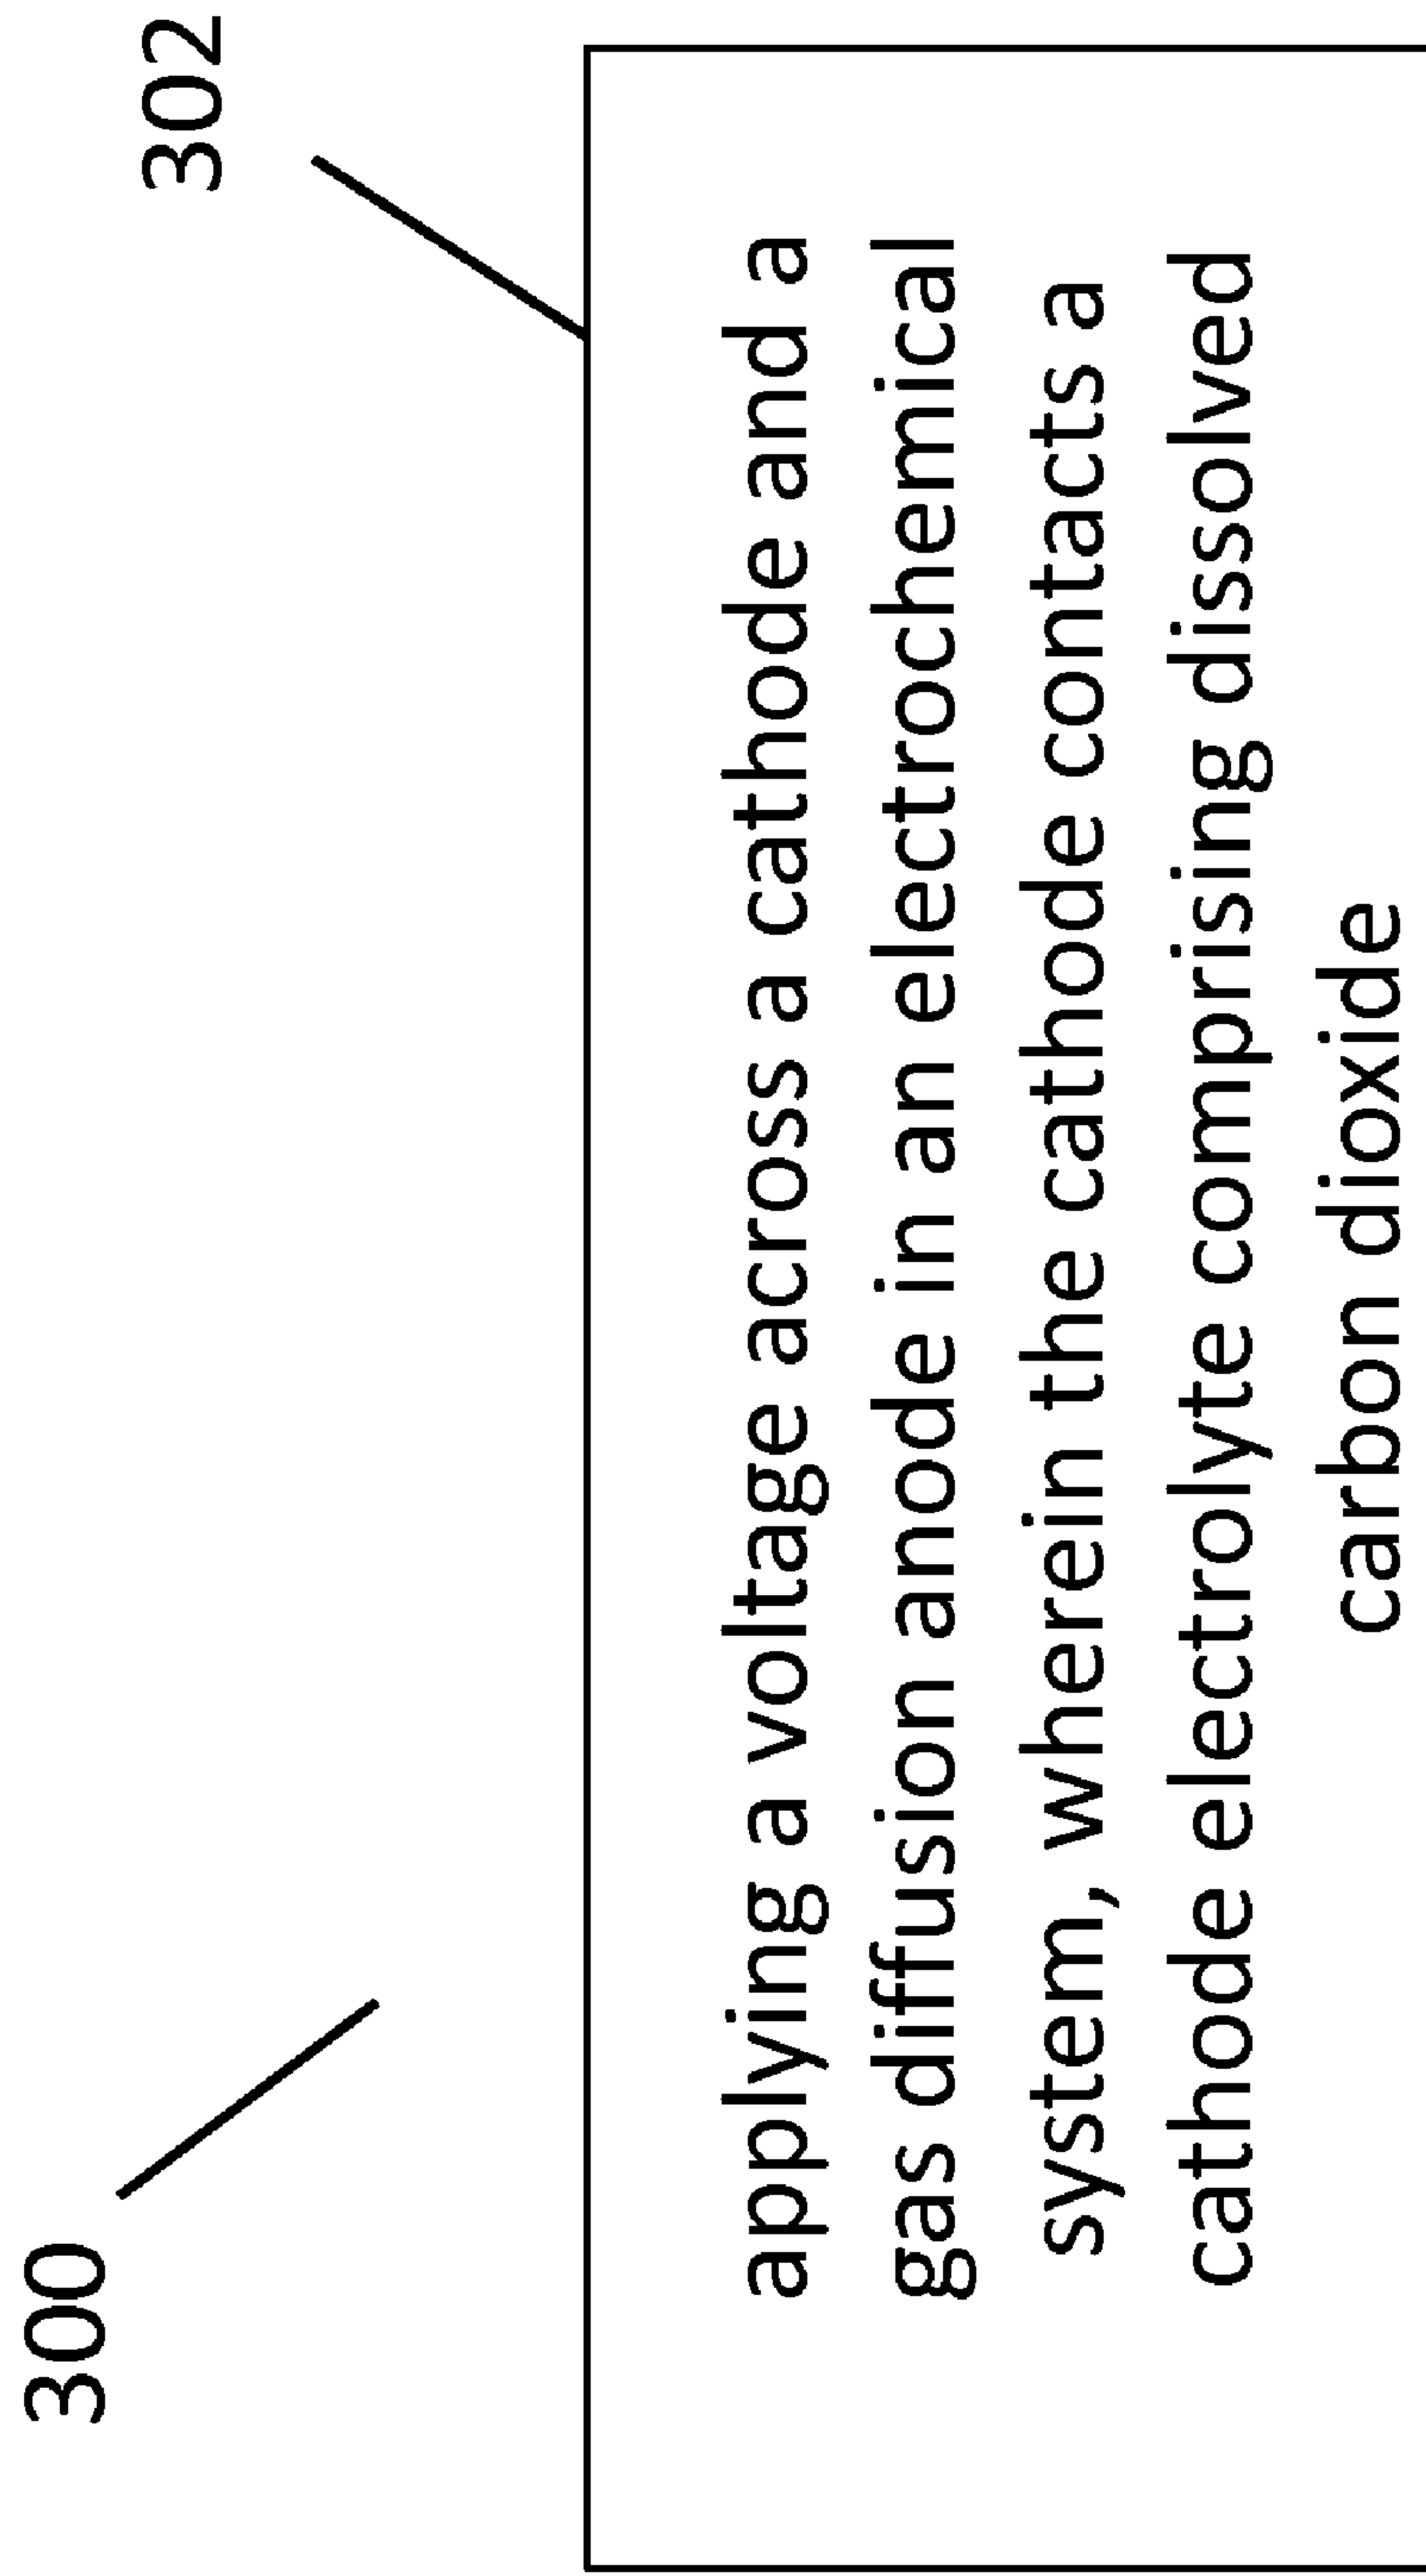 300
302
applying a voltage across a cathode and a
gas diffusion anode in an electrochemical
system, wherein the cathode contacts a
cathode electrolyte comprising dissolved
carbon dioxide